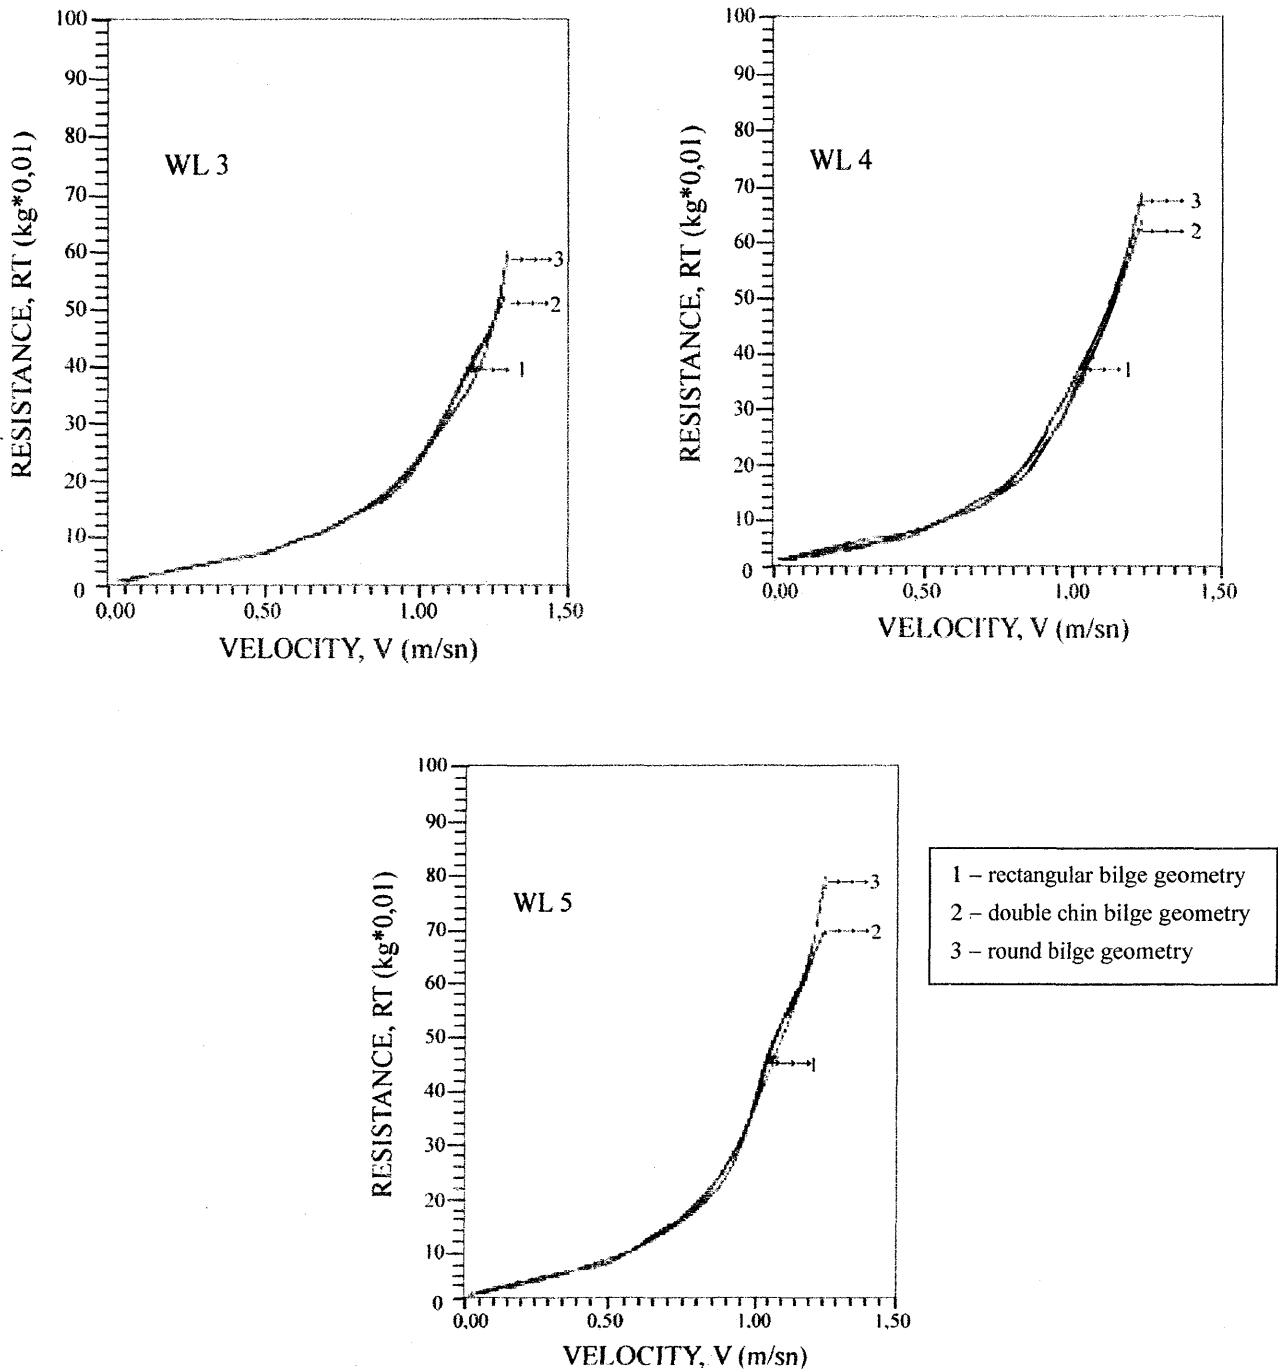 RESISTANCE, RT (kg*0,01)
100
90
80
70
60
50
40
30
20
10
0
WL 3
3
2
1
0,00 0,50 1,00 1,50
VELOCITY, V (m/sn)
RESISTANCE, RT (kg*0,01)
100
90
80
70
60
50
40
30
20
10
0
WL 4
3
2
1
0,00 0,50 1,00 1,50
VELOCITY, V (m/sn)
RESISTANCE, RT (kg*0,01)
100
90
80
70
60
50
40
30
20
10
0
WL 5
3
2
1
0,00 0,50 1,00 1,50
VELOCITY, V (m/sn)
1 – rectangular bilge geometry
2 – double chin bilge geometry
3 – round bilge geometry